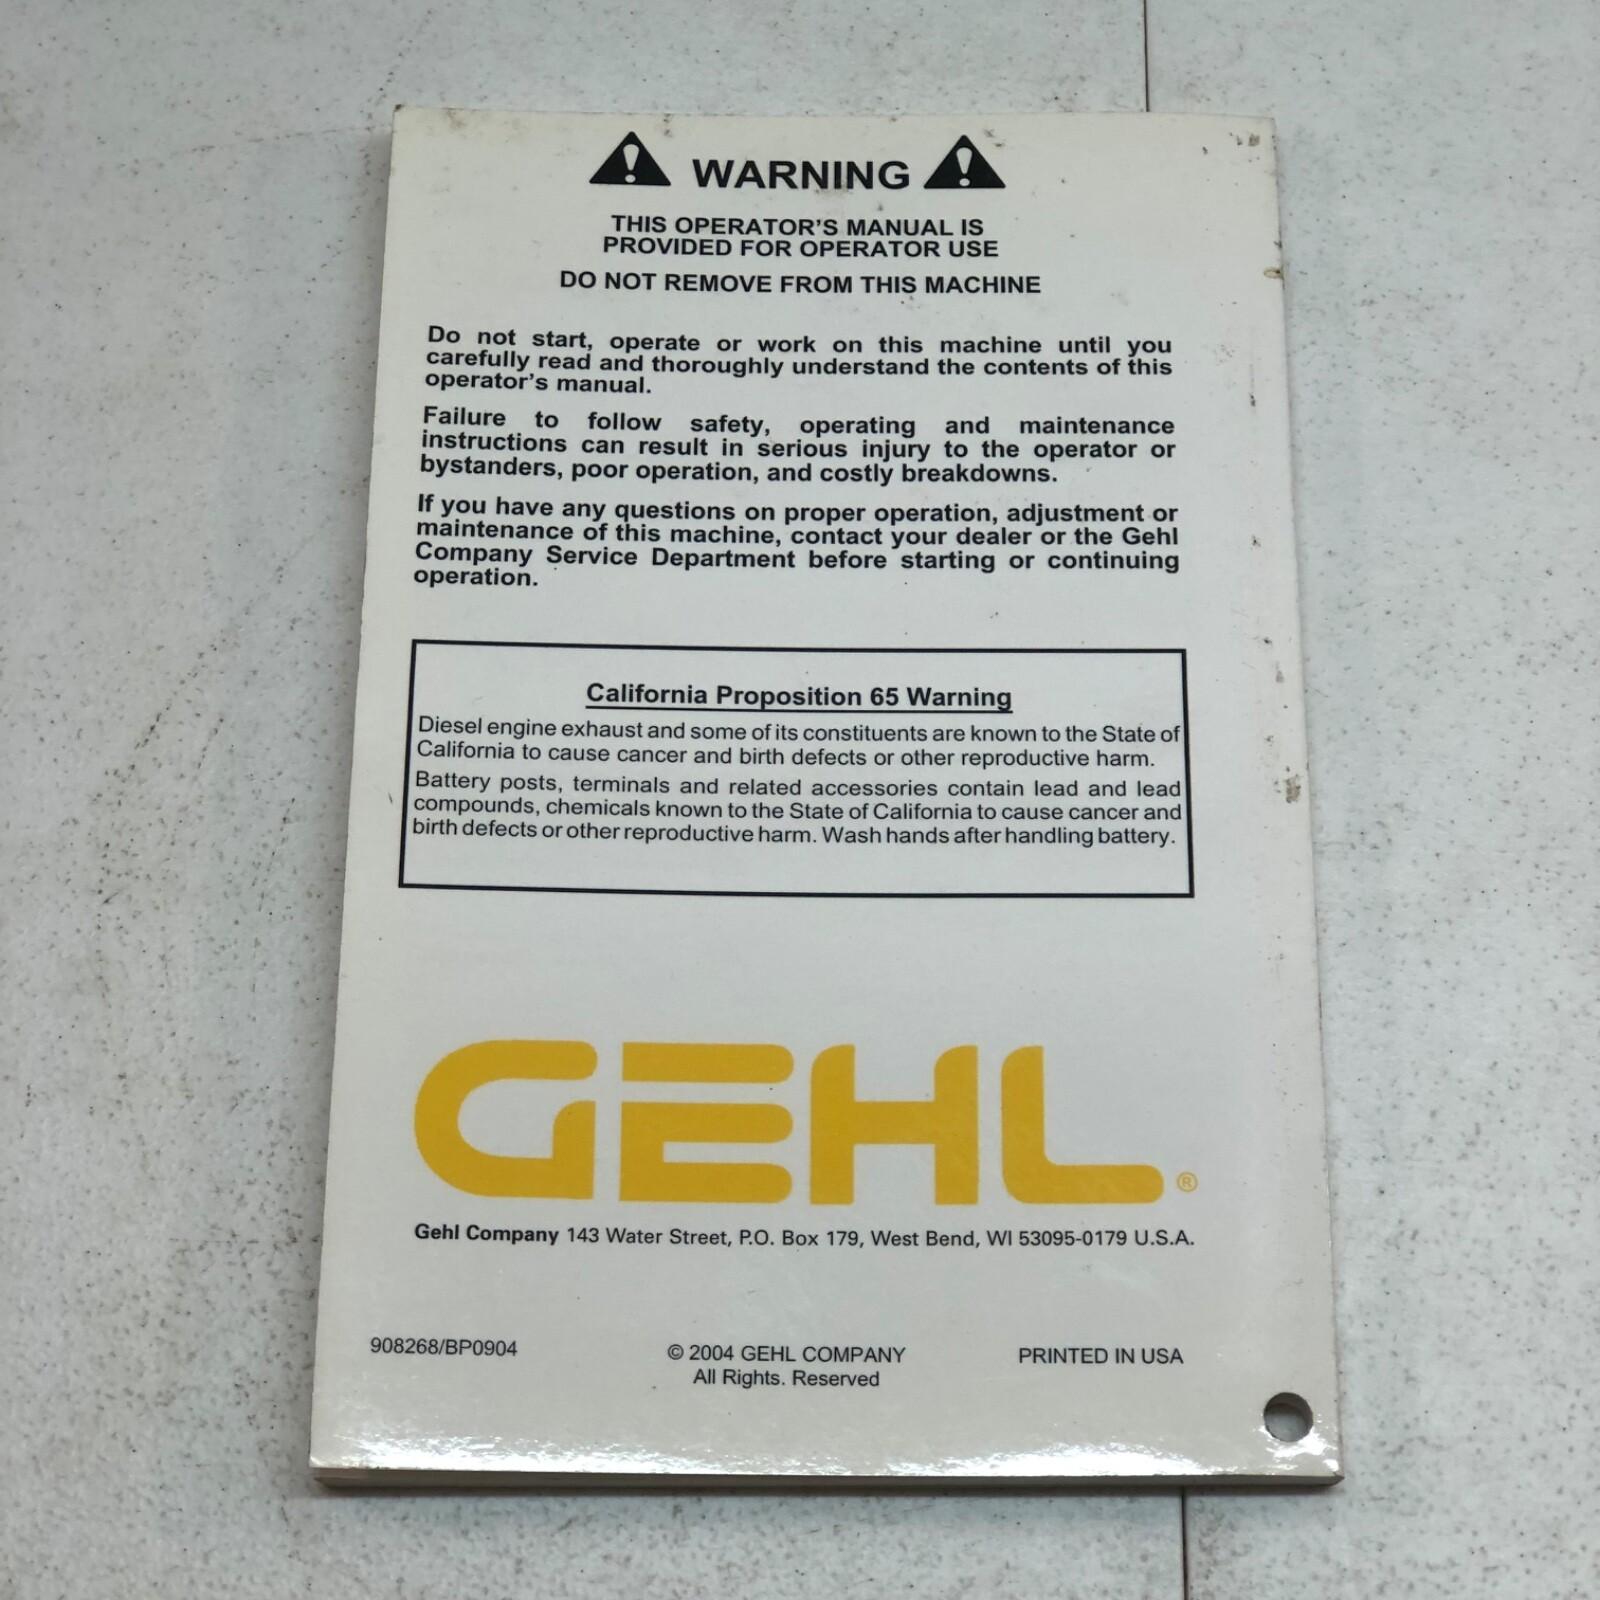 WARNING
THIS OPERATOR'S MANUAL IS
PROVIDED FOR OPERATOR USE
DO NOT REMOVE FROM THIS MACHINE
Do not start, operate or work on this machine until you
carefully read and thoroughly understand the contents of this
operator's manual.
Failure to follow safety, operating and maintenance
instructions can result in serious injury to the operator or
bystanders, poor operation, and costly breakdowns.
If you have any questions on proper operation, adjustment or
maintenance of this machine, contact your dealer or the Gehl
Company Service Department before starting or continuing
operation.
California Proposition 65 Warning
Diesel engine exhaust and some of its constituents are known to the State of
California to cause cancer and birth defects or other reproductive harm.
Battery posts, terminals and related accessories contain lead and lead
compounds, chemicals known to the State of California to cause cancer and
birth defects or other reproductive harm. Wash hands after handling battery.
GEHL®
Gehl Company 143 Water Street, P.O. Box 179, West Bend, WI 53095-0179 U.S.A.
908268/BP0904 © 2004 GEHL COMPANY PRINTED IN USA
All Rights. Reserved